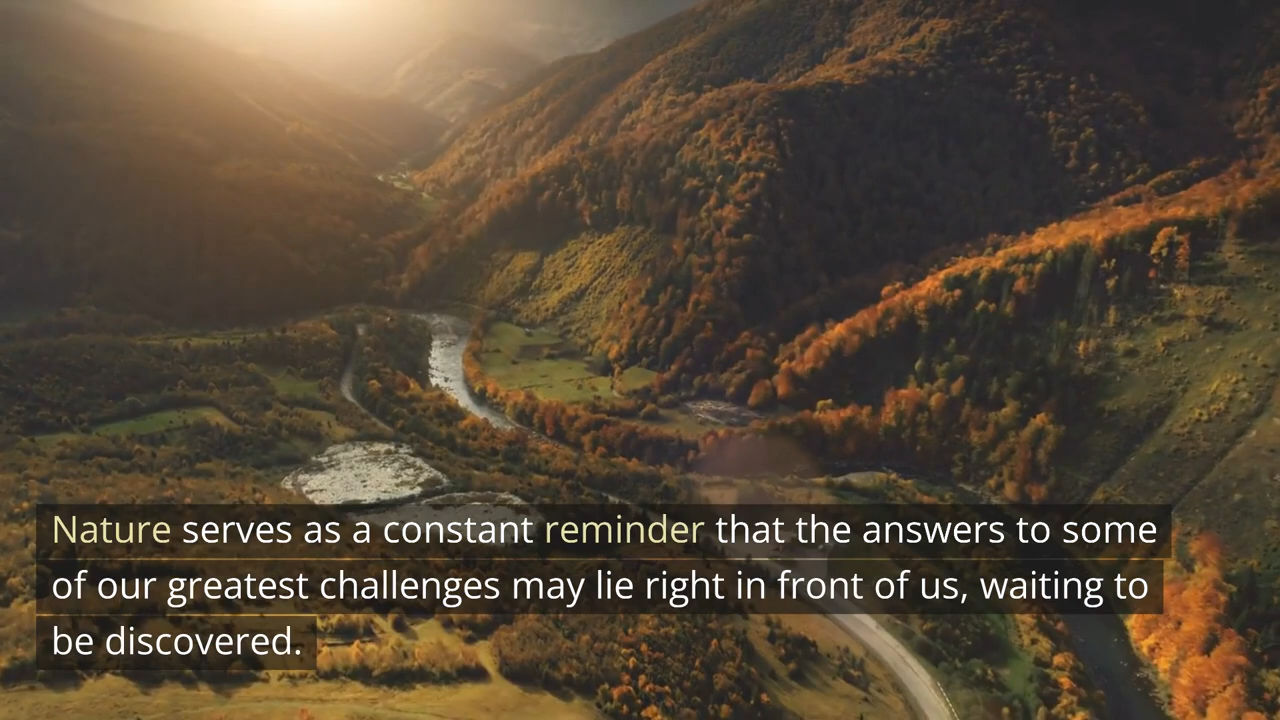 Nature serves as a constant reminder that the answers to some
of our greatest challenges may lie right in front of us, waiting to
be discovered.